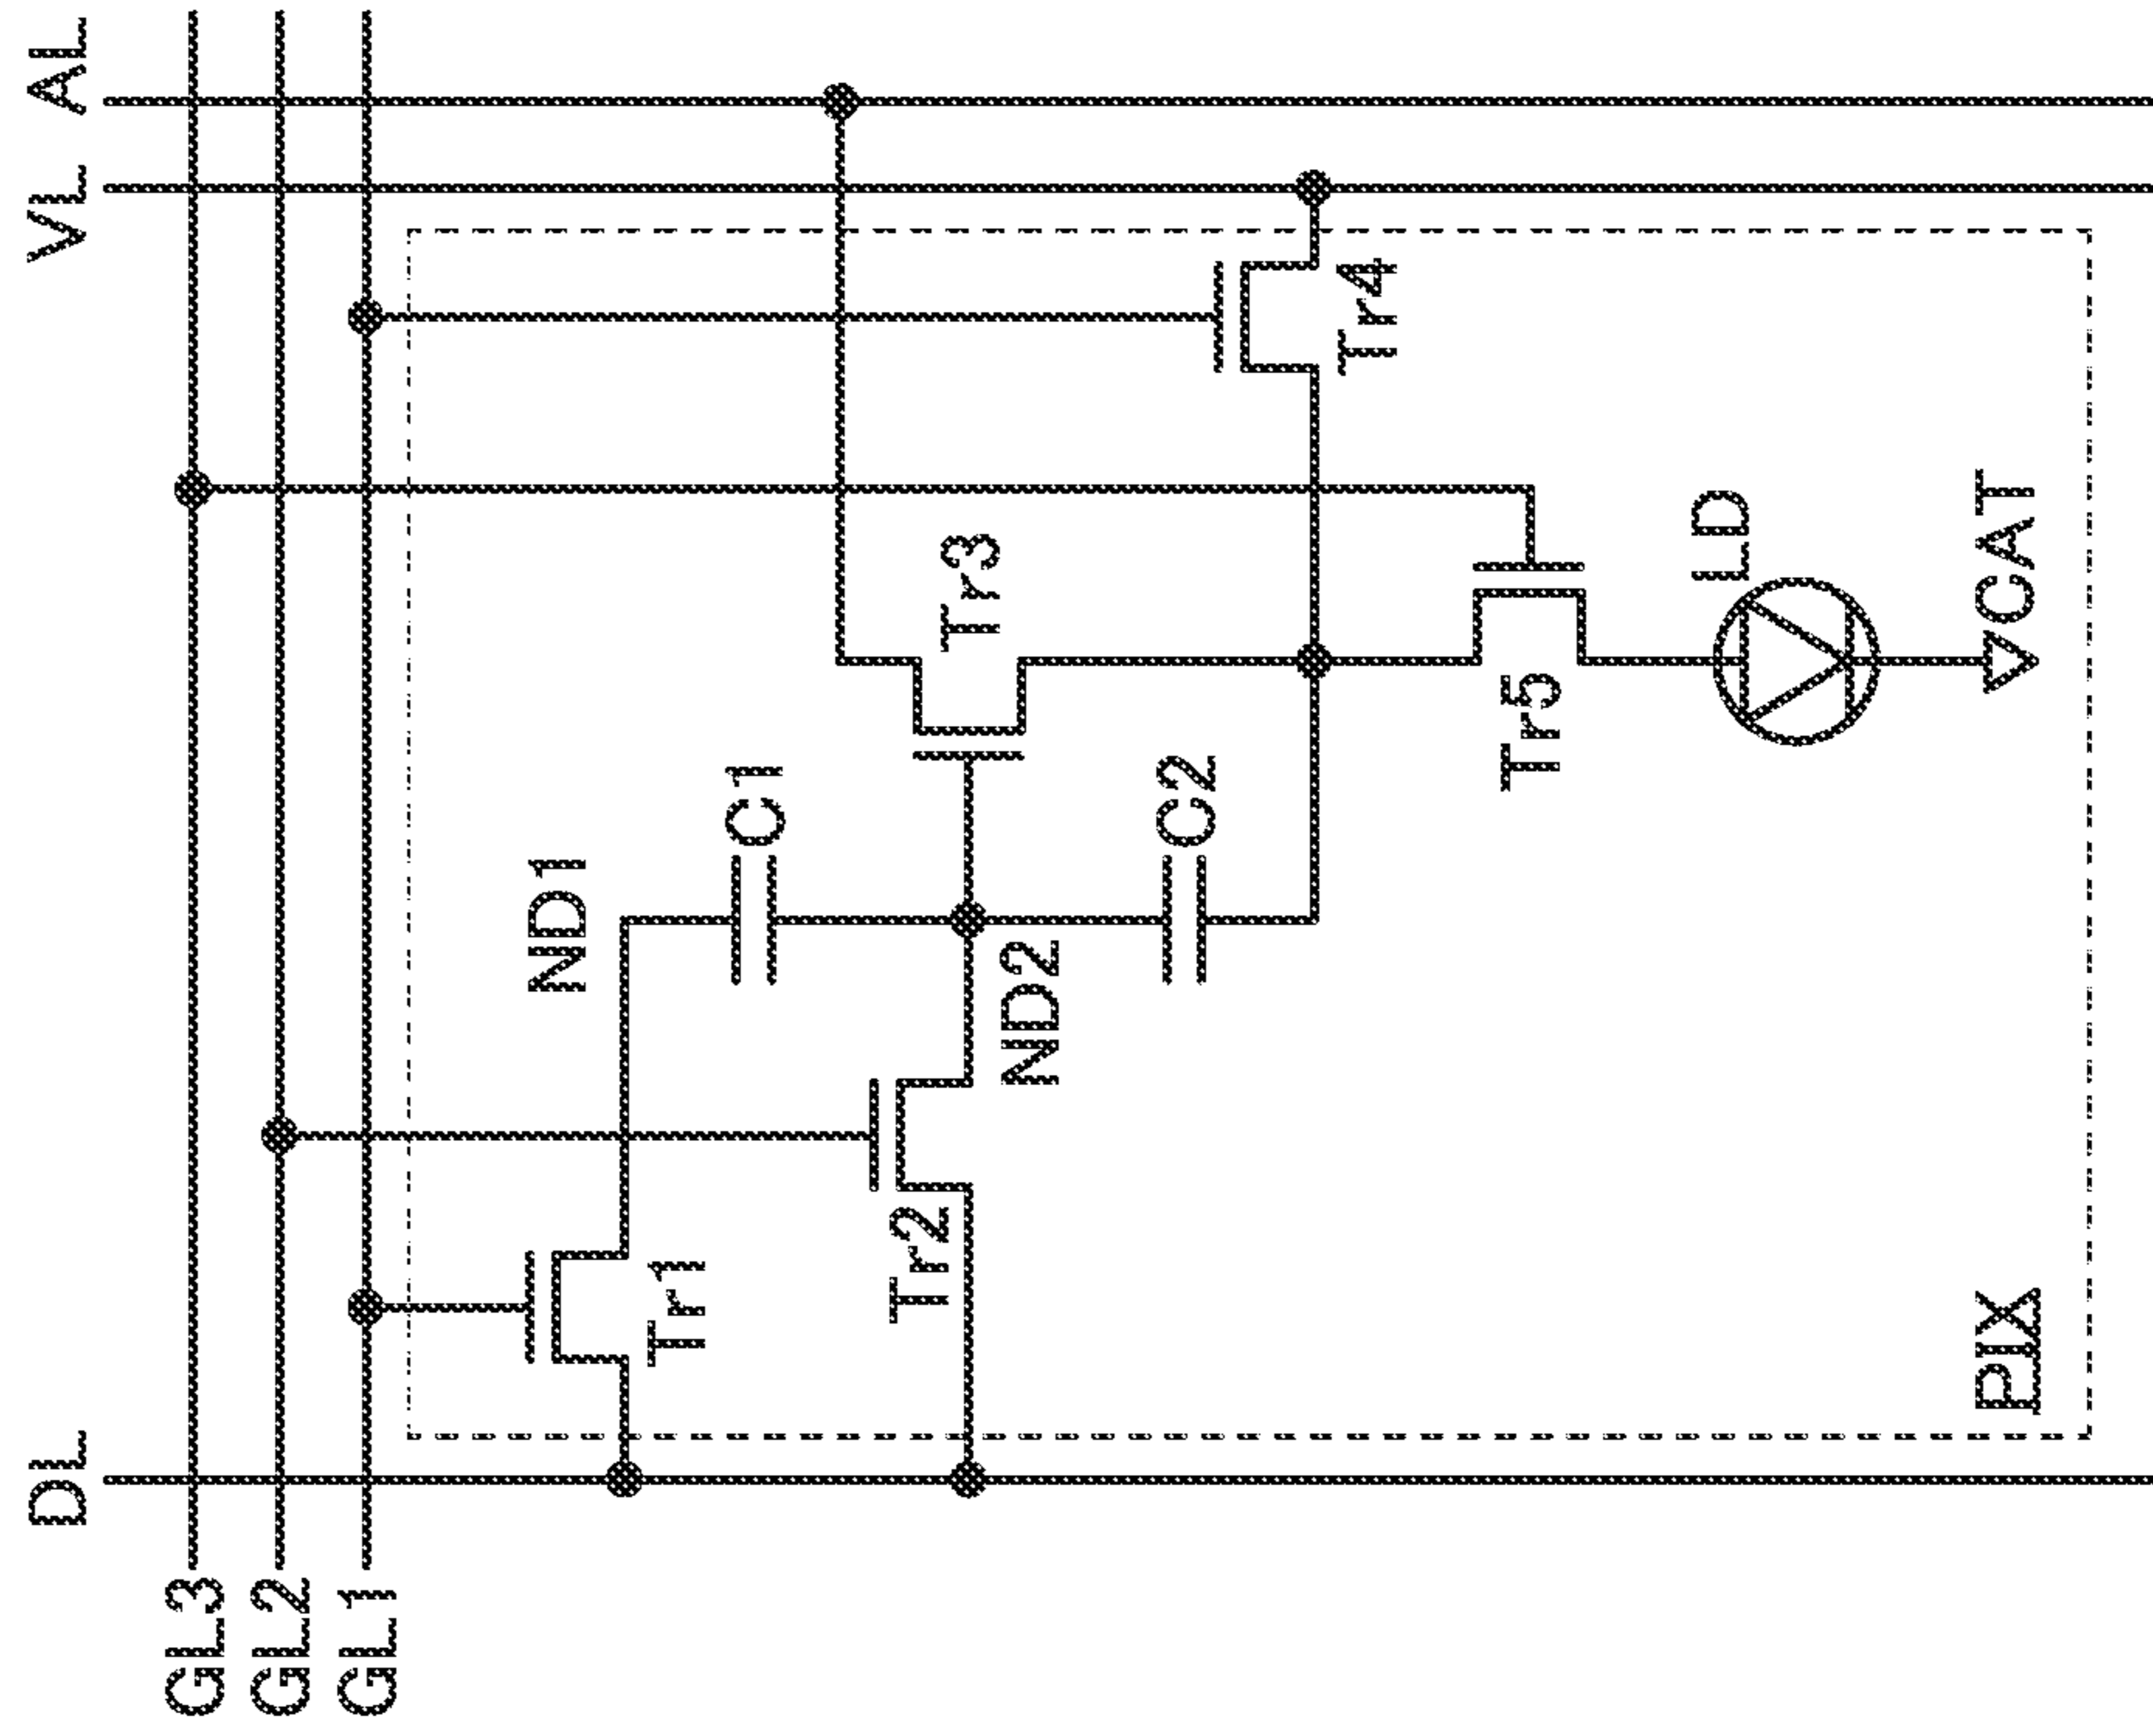 DL
VL
AL
GL3
GL2
GL1
ND1
C1
Tr1
Tr2
ND2
Tr3
C2
Tr4
Tr5
LD
PIX
VCAT